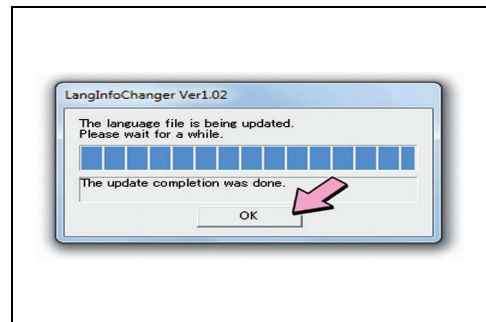 LangInfoChanger Ver1.02
The language file is being updated.
Please wait for a while.
The update completion was done.
OK